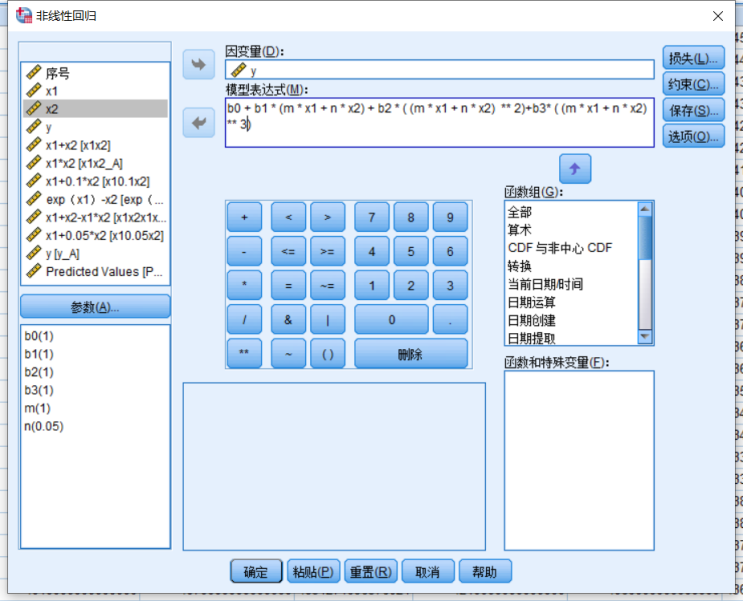 非线性回归
因变量(D):
y
模型表达式(M):
b0 + b1 * (m * x1 + n * x2) + b2 * ( (m * x1 + n * x2) ** 2)+b3* ( (m * x1 + n * x2)
** 3)
损失(L)...
约束(C)...
保存(S)...
选项(O)...
序号
x1
x2
y
x1+x2 [x1x2]
x1*x2 [x1x2_A]
x1+0.1*x2 [x10.1x2]
exp（x1）-x2 [exp（...
x1+x2-x1*x2 [x1x2x1x...
x1+0.05*x2 [x10.05x2]
y [y_A]
Predicted Values [P...
参数(A)...
b0(1)
b1(1)
b2(1)
b3(1)
m(1)
n(0.05)
+ < > 7 8 9
- <= >= 4 5 6
* = ~= 1 2 3
/ & | 0 .
** ~ ( ) 删除
函数组(G):
全部
算术
CDF 与非中心 CDF
转换
当前日期/时间
日期运算
日期创建
日期提取
函数和特殊变量(F):
确定 粘贴(P) 重置(R) 取消 帮助